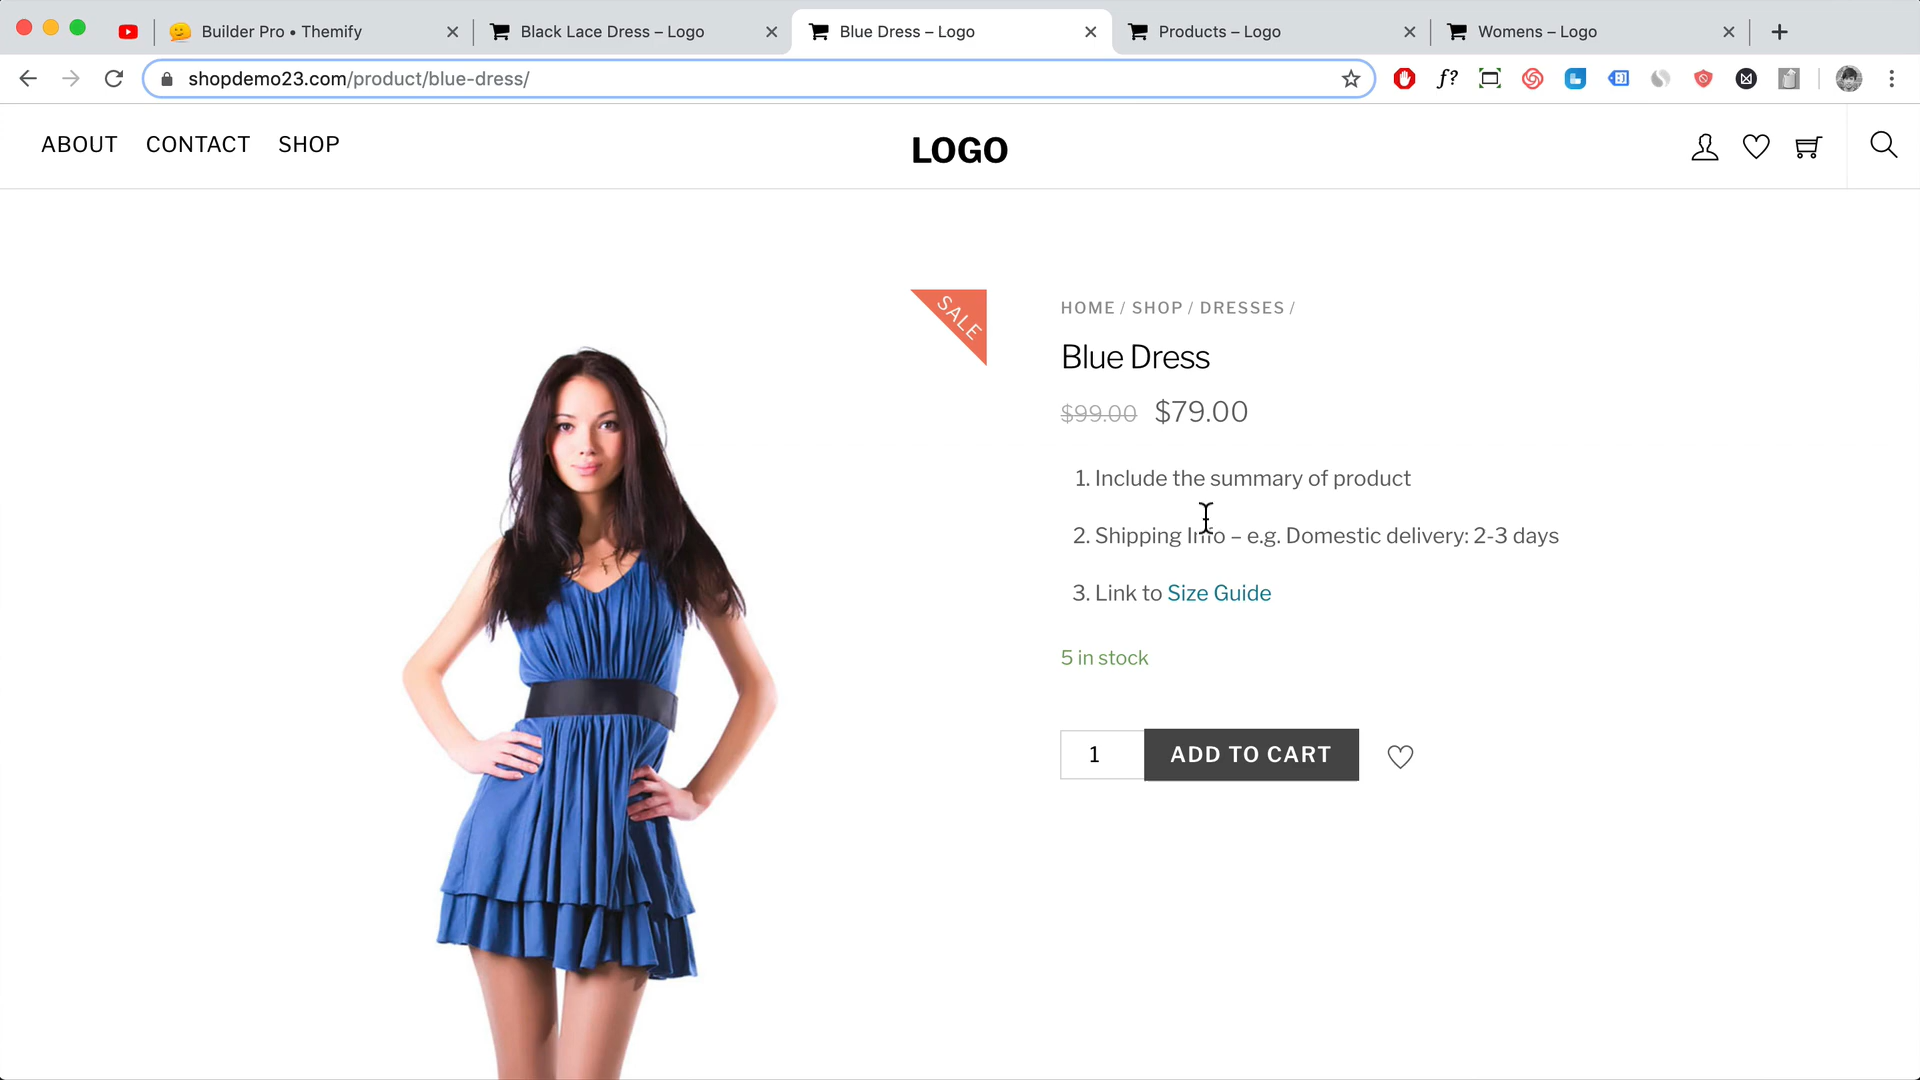 Builder Pro • Themify
Black Lace Dress – Logo
Blue Dress – Logo
Products – Logo
Womens – Logo
shopdemo23.com/product/blue-dress/
f?
ABOUT CONTACT SHOP
LOGO
SALE
HOME / SHOP / DRESSES /
Blue Dress
$99.00 $79.00
1. Include the summary of product
2. Shipping Info – e.g. Domestic delivery: 2-3 days
3. Link to Size Guide
5 in stock
1
ADD TO CART